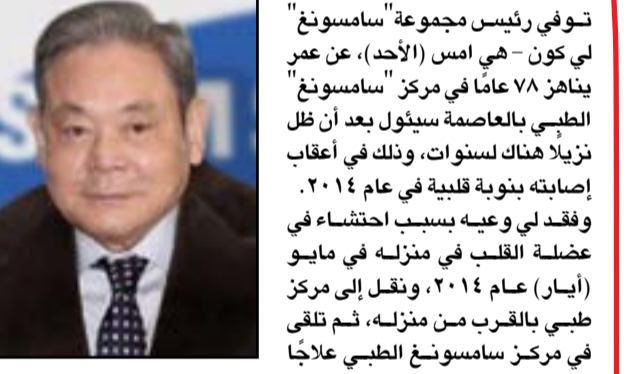 توفي رئيس مجموعة "سامسونغ"
لي كون - هي امس (الأحد)، عن عمر
يناهز ٧٨ عامًا في مركز "سامسونغ"
الطبي بالعاصمة سيئول بعد أن ظل
نزيلًا هناك لسنوات، وذلك في أعقاب
إصابته بنوبة قلبية في عام ٢٠١٤.
وفقد لي وعيه بسبب احتشاء في
عضلة القلب في منزله في مايو
(أيار) عام ٢٠١٤، ونقل إلى مركز
طبي بالقرب من منزله، ثم تلقى
في مركز سامسونغ الطبي علاجًا